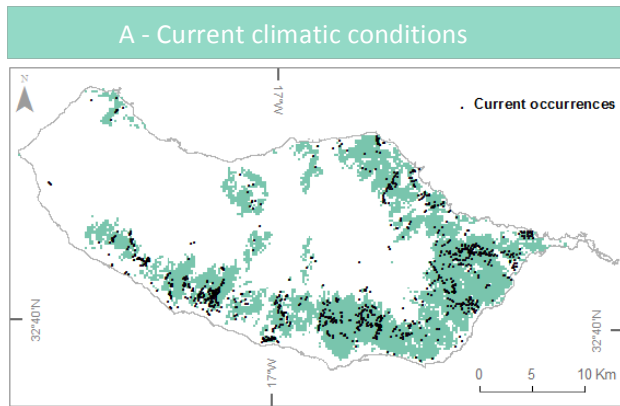 A - Current climatic conditions
N
17°W
. Current occurrences
32°40'N
32°40'N
17°W
0 5 10 Km